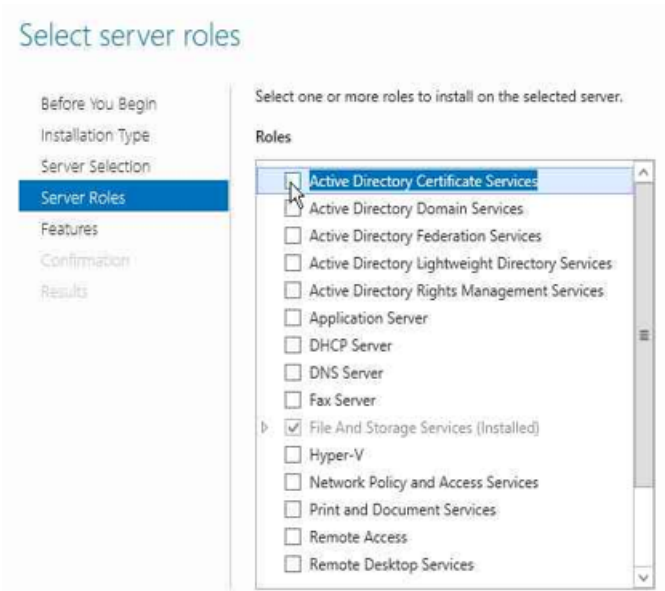 Select server roles
Before You Begin
Installation Type
Server Selection
Server Roles
Features
Confirmation
Results
Select one or more roles to install on the selected server.
Roles
Active Directory Certificate Services
Active Directory Domain Services
Active Directory Federation Services
Active Directory Lightweight Directory Services
Active Directory Rights Management Services
Application Server
DHCP Server
DNS Server
Fax Server
File And Storage Services (Installed)
Hyper-V
Network Policy and Access Services
Print and Document Services
Remote Access
Remote Desktop Services